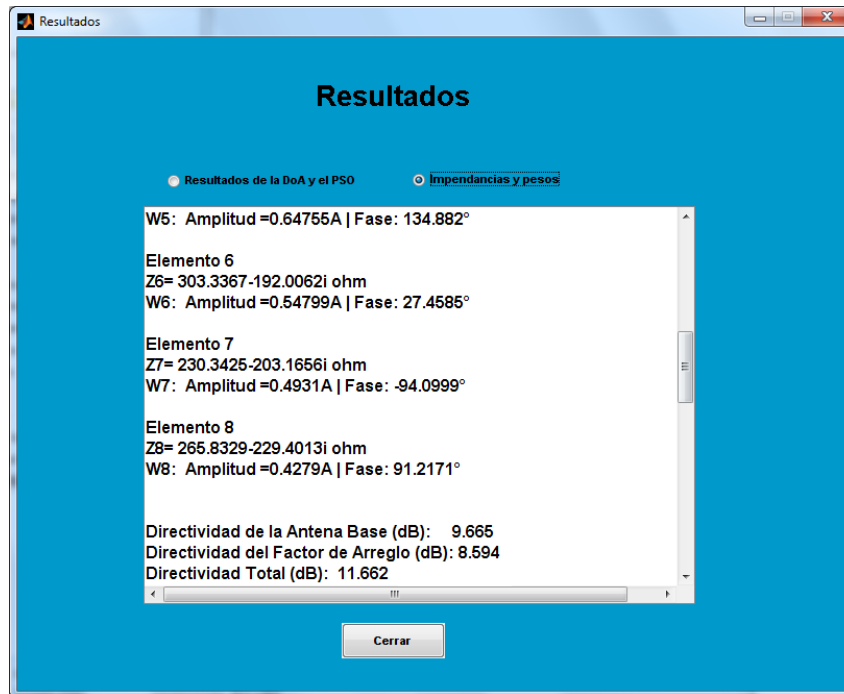 Resultados
Resultados
Resultados de la DoA y el PSO
Impendancias y pesos
W5: Amplitud =0.64755A | Fase: 134.882°
Elemento 6
Z6= 303.3367-192.0062i ohm
W6: Amplitud =0.54799A | Fase: 27.4585°
Elemento 7
Z7= 230.3425-203.1656i ohm
W7: Amplitud =0.4931A | Fase: -94.0999°
Elemento 8
Z8= 265.8329-229.4013i ohm
W8: Amplitud =0.4279A | Fase: 91.2171°
Directividad de la Antena Base (dB): 9.665
Directividad del Factor de Arreglo (dB): 8.594
Directividad Total (dB): 11.662
Cerrar